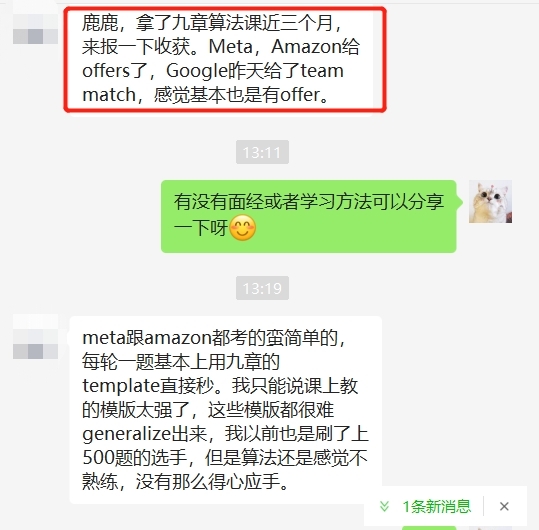 鹿鹿，拿了九章算法课近三个月，
来报一下收获。Meta，Amazon给
offers了，Google昨天给了team
match，感觉基本也是有offer。
13:11
有没有面经或者学习方法可以分享
一下呀😊
13:19
meta跟amazon都考的蛮简单的，
每轮一题基本上用九章的
template直接秒。我只能说课上教
的模版太强了，这些模版都很难
generalize出来，我以前也是刷了上
500题的选手，但是算法还是感觉不
熟练，没有那么得心应手。
1条新消息